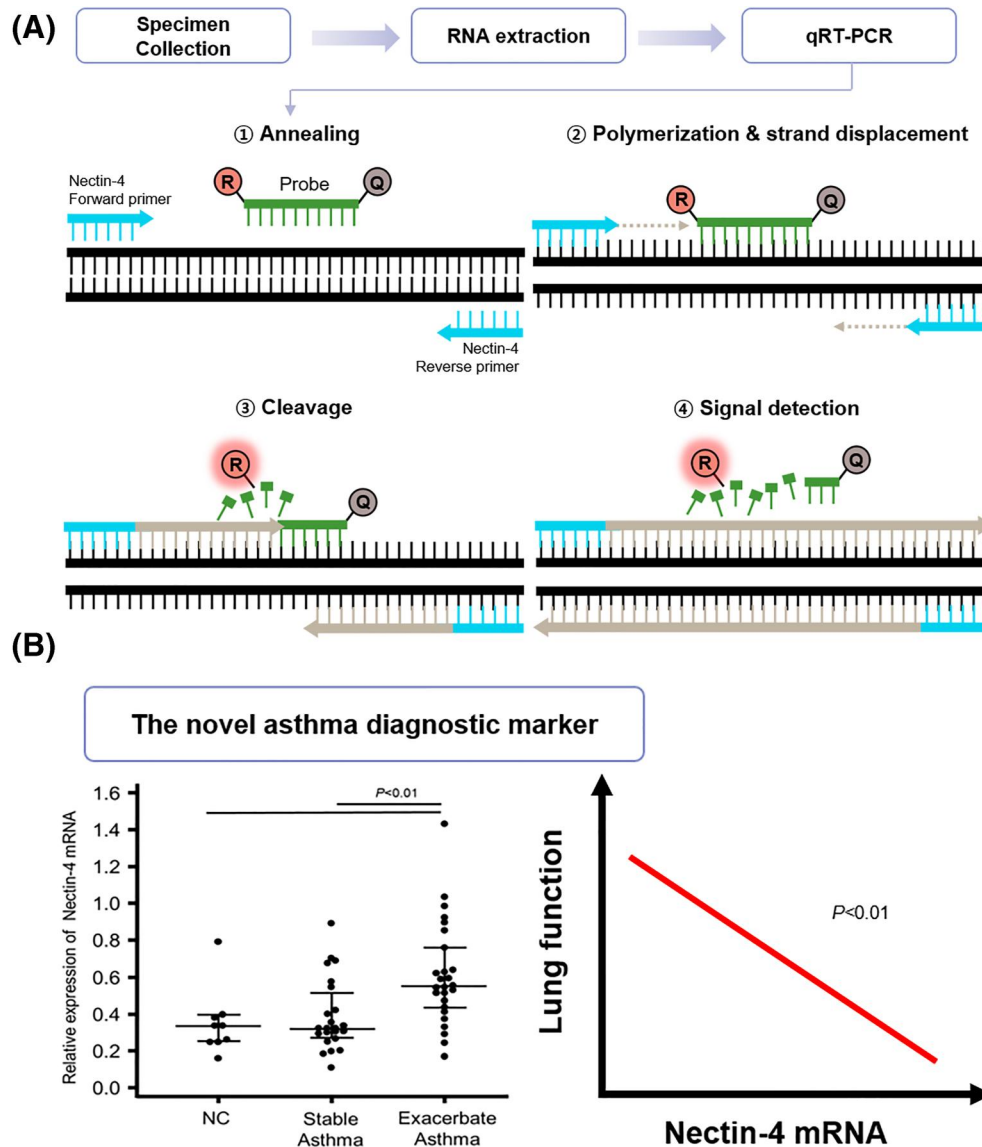 (A)
Specimen
Collection
RNA extraction
qRT-PCR
① Annealing
Nectin-4
Forward primer
R
Probe
Q
Nectin-4
Reverse primer
② Polymerization & strand displacement
R
Q
③ Cleavage
R
Q
④ Signal detection
R
Q
(B)
The novel asthma diagnostic marker
Relative expression of Nectin-4 mRNA
1.6
1.4
1.2
1.0
0.8
0.6
0.4
0.2
0.0
P<0.01
NC
Stable
Asthma
Exacerbate
Asthma
Lung function
P<0.01
Nectin-4 mRNA